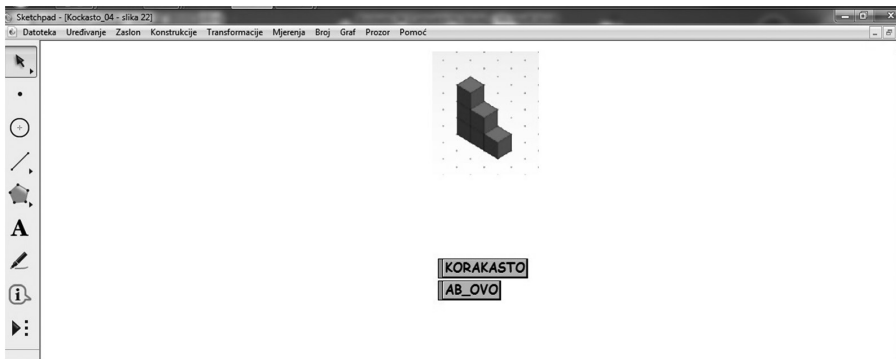 Sketchpad - [Kockasto_04 - slika 22]
Datoteka Uređivanje Zaslon Konstrukcije Transformacije Mjerenja Broj Graf Prozor Pomoć
A
KORAKASTO
AB_OVO